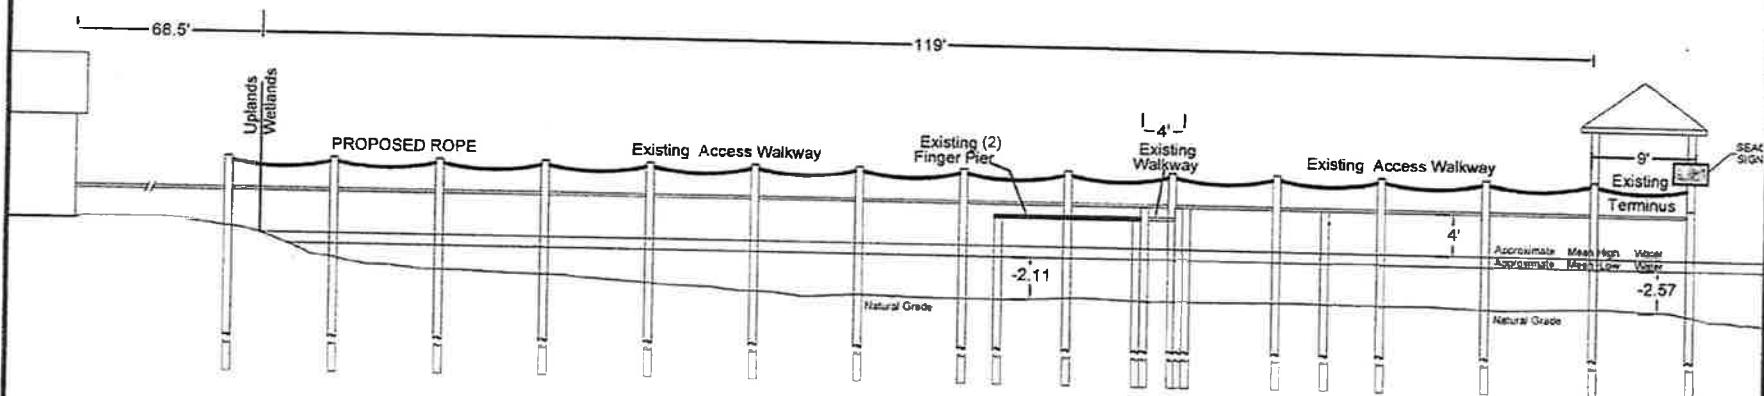 68.5'
119'
Uplands
Wetlands
PROPOSED ROPE
Existing Access Walkway
Existing (2)
Finger Pier
4'
Existing
Walkway
Existing Access Walkway
9'
Existing
Terminus
SEAG
SIGN
4'
Approximate Mean High Water
Approximate Mean Low Water
-2.11
-2.57
Natural Grade
Natural Grade